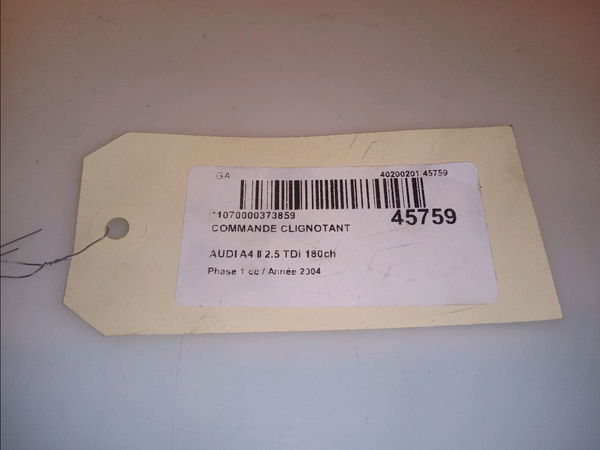 GA 40200201 45759
*1070000373859 45759
COMMANDE CLIGNOTANT
AUDI A4 II 2.5 TDi 180ch
Phase 1 cc / Année 2004